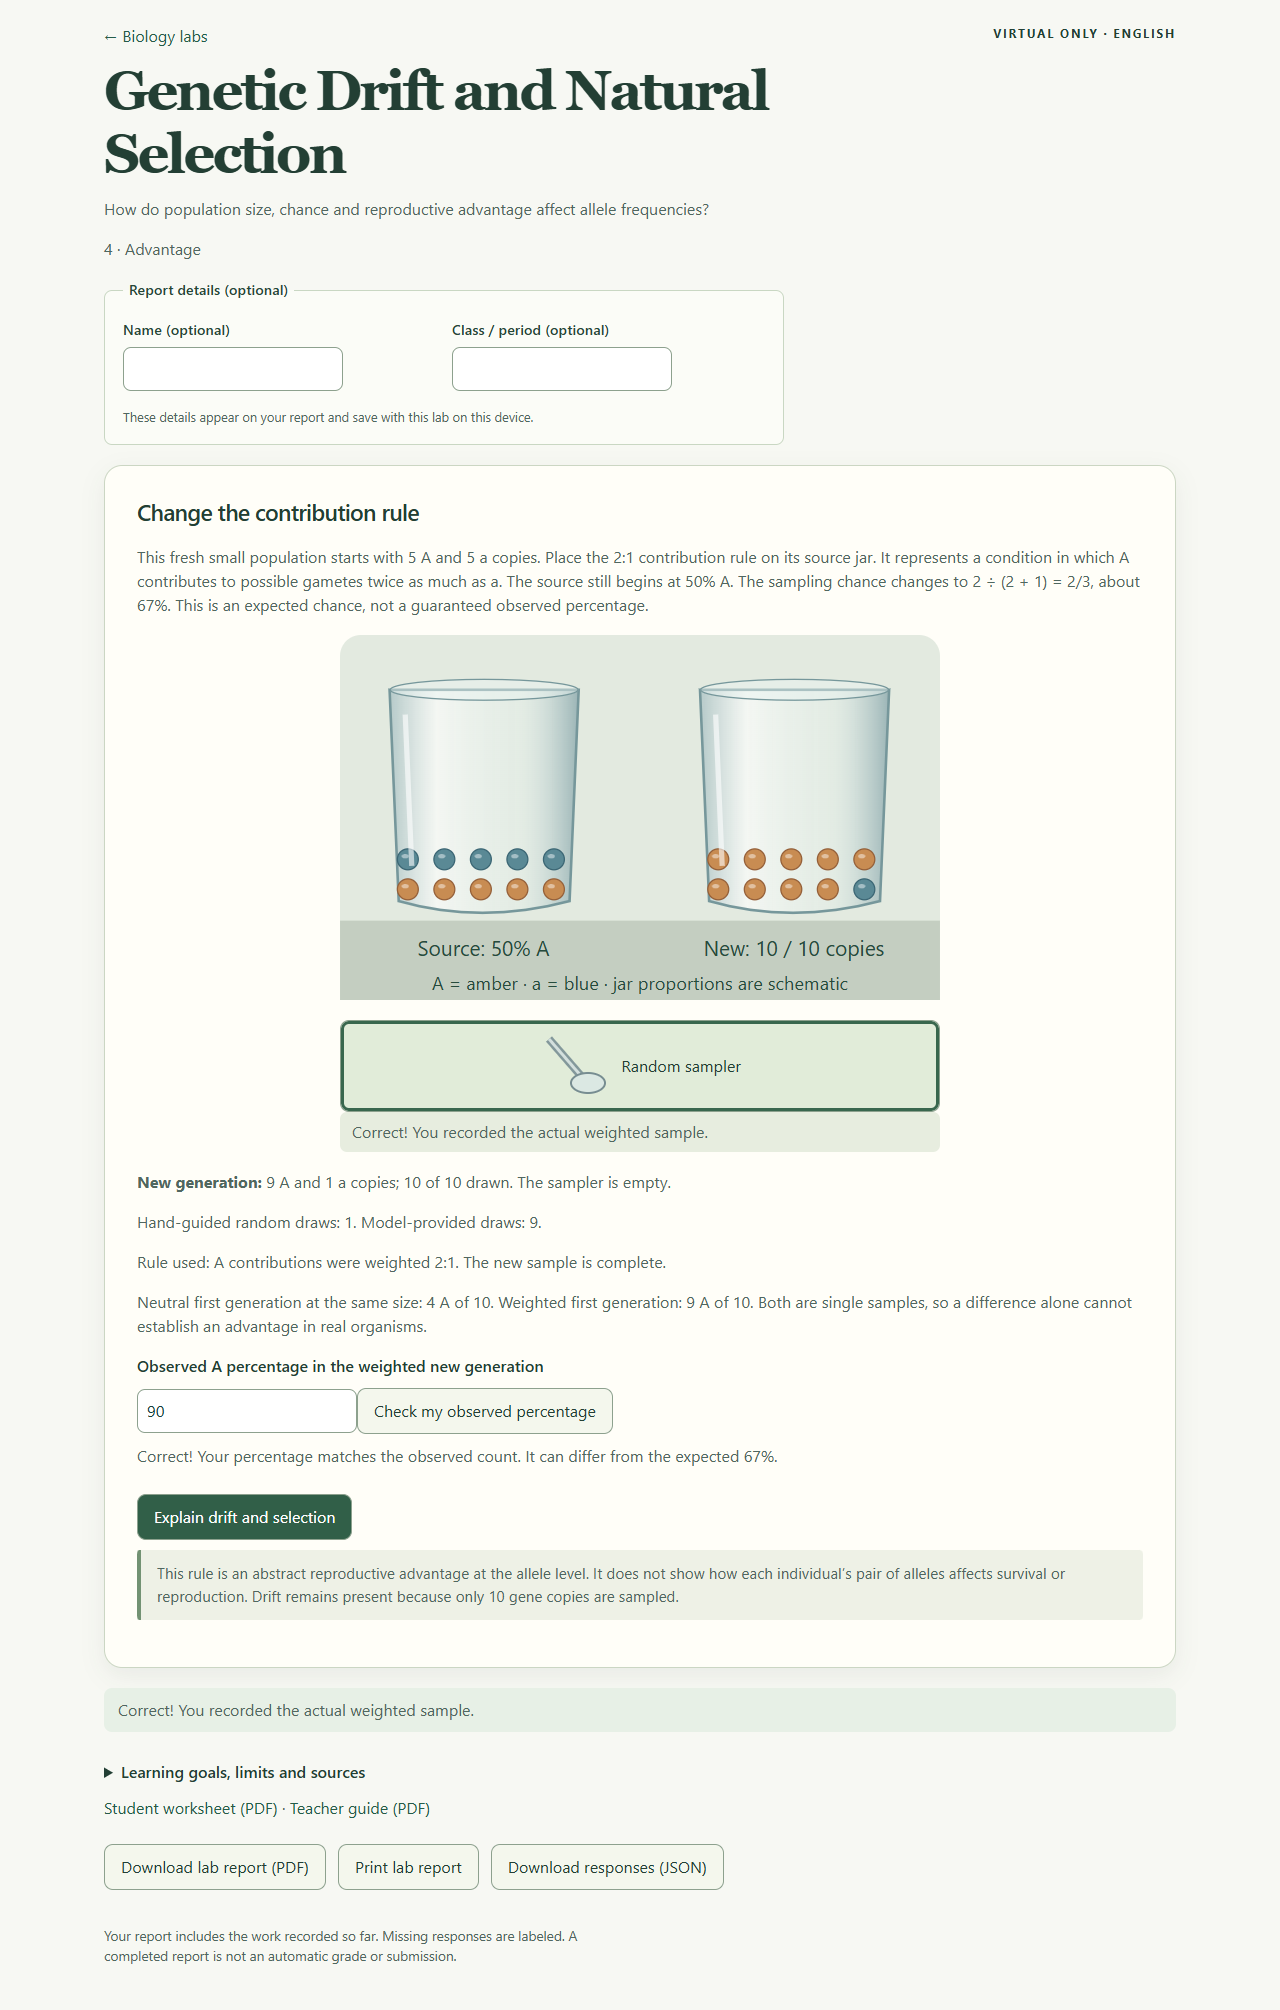 ← Biology labs
VIRTUAL ONLY · ENGLISH
Genetic Drift and Natural
Selection
How do population size, chance and reproductive advantage affect allele frequencies?
4 · Advantage
Report details (optional)
Name (optional)
Class / period (optional)
These details appear on your report and save with this lab on this device.
Change the contribution rule
This fresh small population starts with 5 A and 5 a copies. Place the 2:1 contribution rule on its source jar. It represents a condition in which A
contributes to possible gametes twice as much as a. The source still begins at 50% A. The sampling chance changes to 2 ÷ (2 + 1) = 2/3, about
67%. This is an expected chance, not a guaranteed observed percentage.
Source: 50% A
New: 10 / 10 copies
A = amber · a = blue · jar proportions are schematic
Random sampler
Correct! You recorded the actual weighted sample.
New generation: 9 A and 1 a copies; 10 of 10 drawn. The sampler is empty.
Hand-guided random draws: 1. Model-provided draws: 9.
Rule used: A contributions were weighted 2:1. The new sample is complete.
Neutral first generation at the same size: 4 A of 10. Weighted first generation: 9 A of 10. Both are single samples, so a difference alone cannot
establish an advantage in real organisms.
Observed A percentage in the weighted new generation
90
Check my observed percentage
Correct! Your percentage matches the observed count. It can differ from the expected 67%.
Explain drift and selection
This rule is an abstract reproductive advantage at the allele level. It does not show how each individual’s pair of alleles affects survival or
reproduction. Drift remains present because only 10 gene copies are sampled.
Correct! You recorded the actual weighted sample.
▶ Learning goals, limits and sources
Student worksheet (PDF) · Teacher guide (PDF)
Download lab report (PDF)
Print lab report
Download responses (JSON)
Your report includes the work recorded so far. Missing responses are labeled. A
completed report is not an automatic grade or submission.